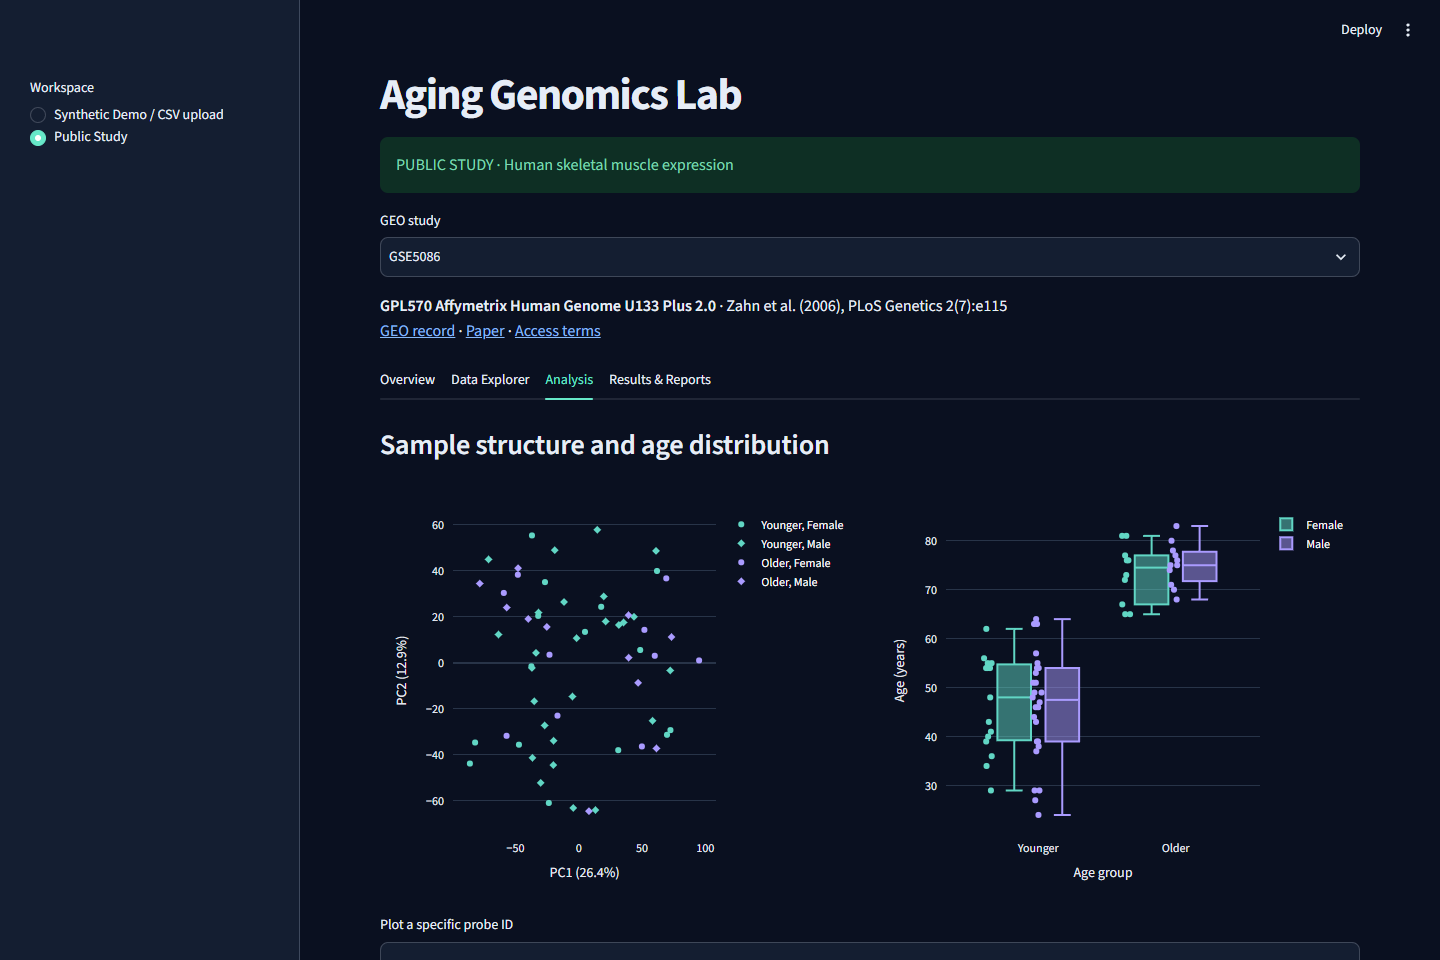 Deploy
Workspace
Synthetic Demo / CSV upload
Public Study
Aging Genomics Lab
PUBLIC STUDY · Human skeletal muscle expression
GEO study
GSE5086
GPL570 Affymetrix Human Genome U133 Plus 2.0 · Zahn et al. (2006), PLoS Genetics 2(7):e115
GEO record · Paper · Access terms
Overview Data Explorer Analysis Results & Reports
Sample structure and age distribution
60
40
20
0
−20
−40
−60
PC2 (12.9%)
−50 0 50 100
PC1 (26.4%)
Younger, Female
Younger, Male
Older, Female
Older, Male
80
70
60
50
40
30
Age (years)
Younger Older
Age group
Female
Male
Plot a specific probe ID